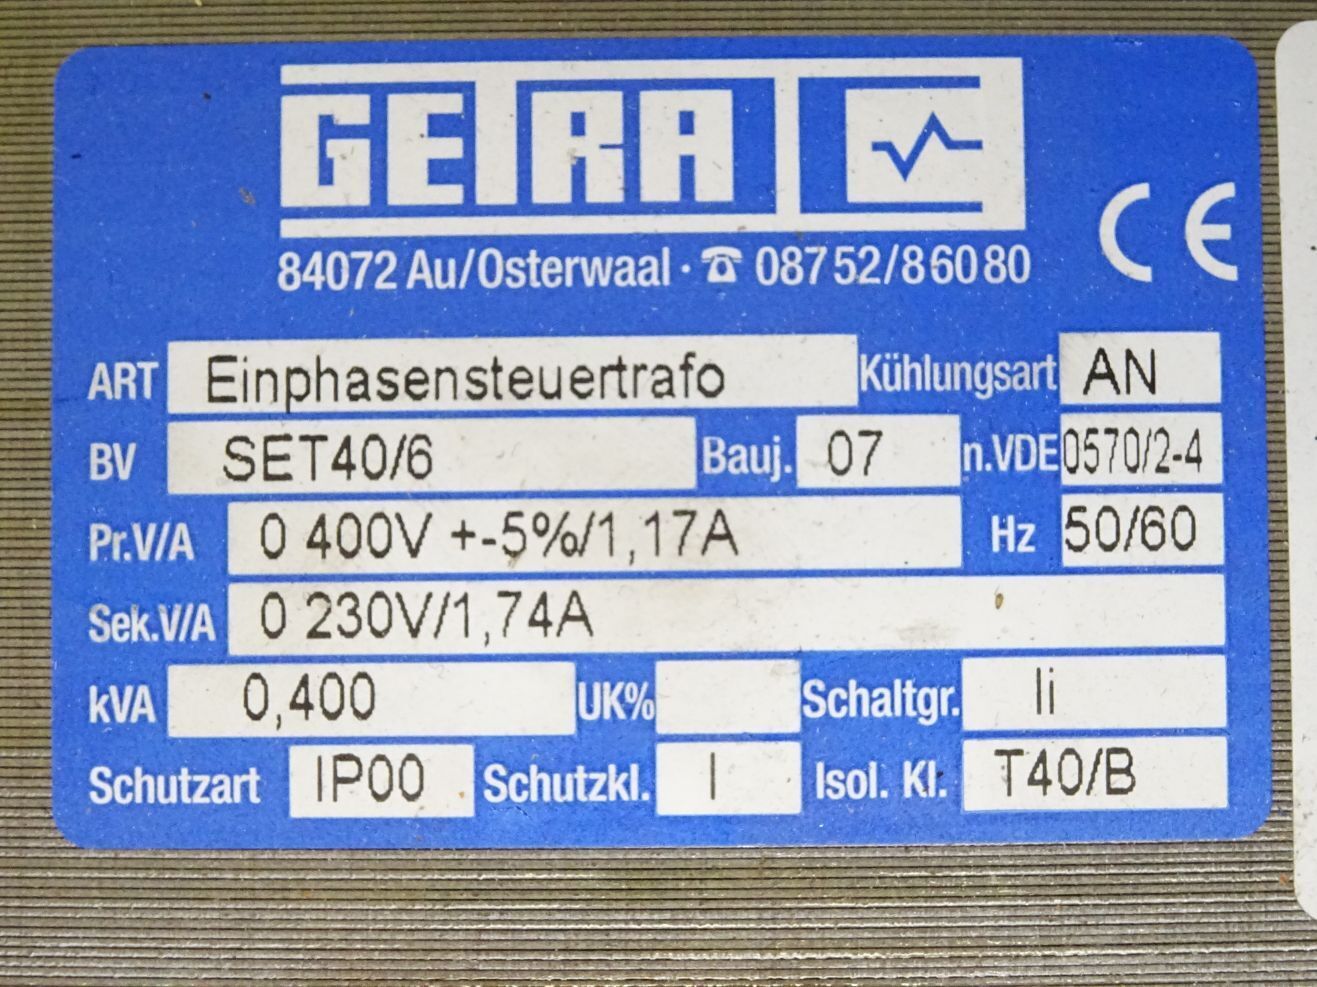 GETRA
84072 Au/Osterwaal · ☎ 08752/86080
CE
ART Einphasensteuertrafo Kühlungsart AN
BV SET40/6 Bauj. 07 n.VDE 0570/2-4
Pr.V/A 0 400V +-5%/1,17A Hz 50/60
Sek.V/A 0 230V/1,74A
kVA 0,400 UK% Schaltgr. Ii
Schutzart IP00 Schutzkl. I Isol. Kl. T40/B